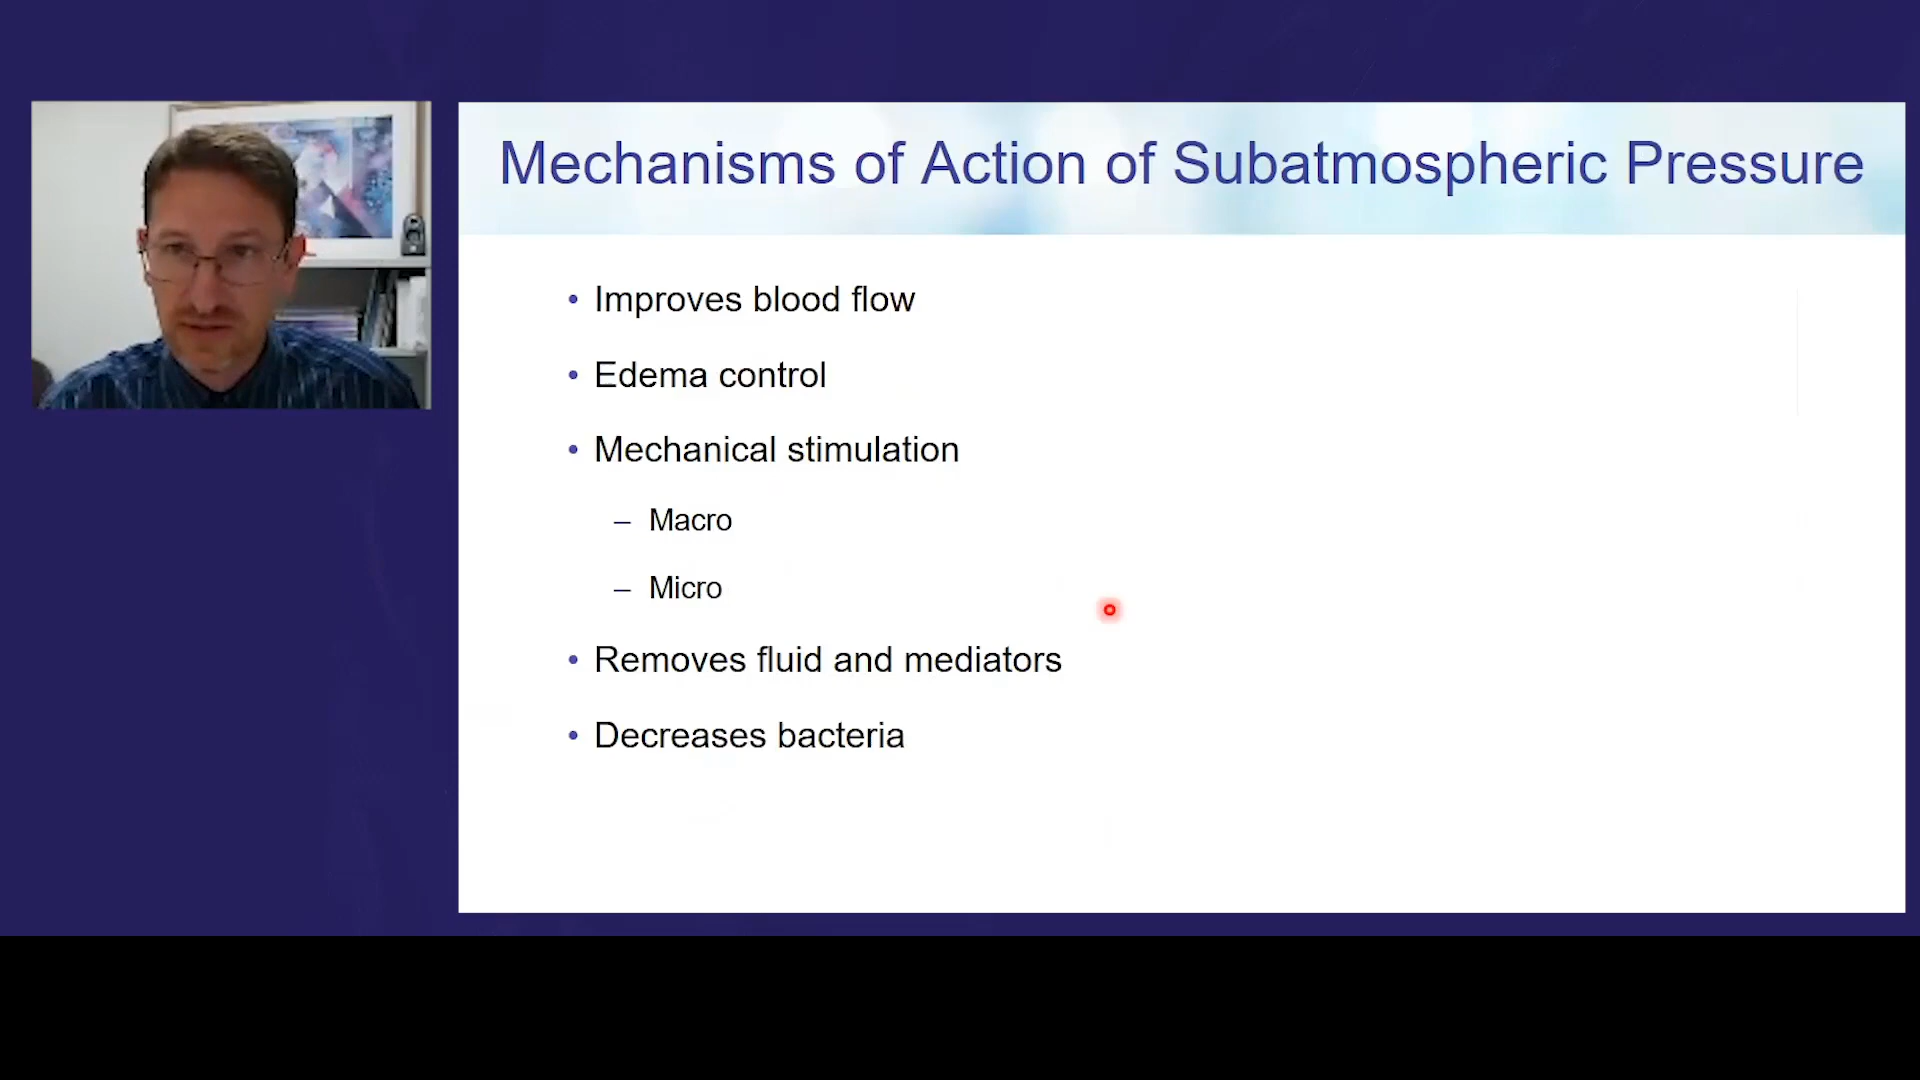 Mechanisms of Action of Subatmospheric Pressure
• Improves blood flow
• Edema control
• Mechanical stimulation
– Macro
– Micro
• Removes fluid and mediators
• Decreases bacteria